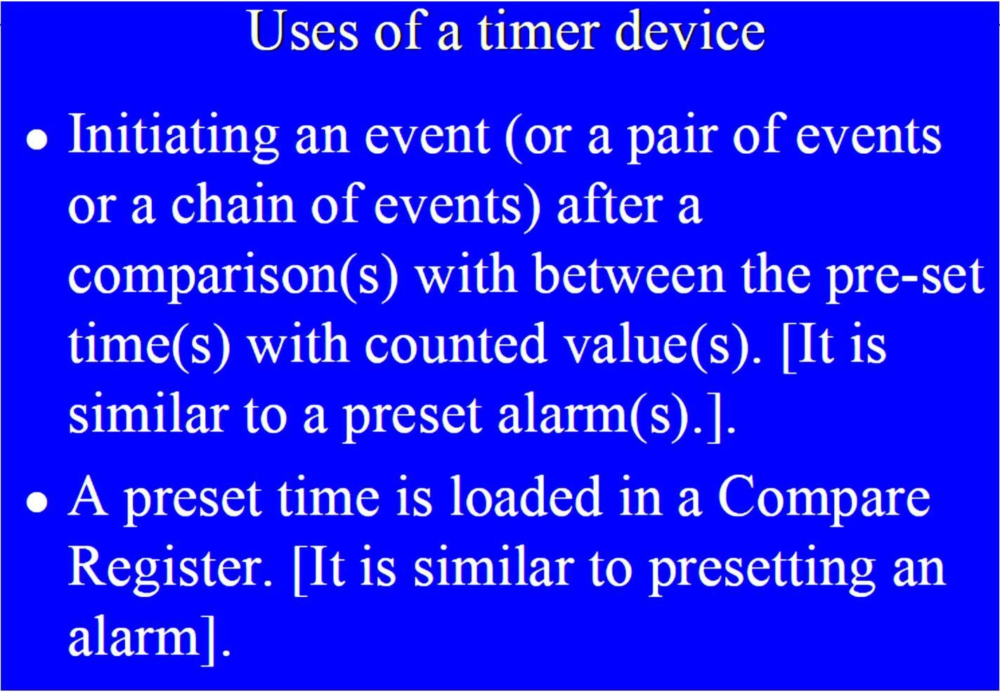 Uses of a timer device
● Initiating an event (or a pair of events
or a chain of events) after a
comparison(s) with between the pre-set
time(s) with counted value(s). [It is
similar to a preset alarm(s).].
● A preset time is loaded in a Compare
Register. [It is similar to presetting an
alarm].